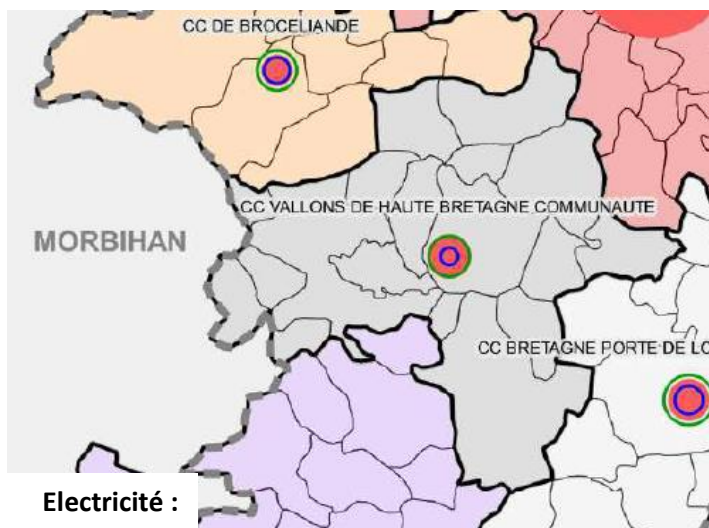 CC DE BROCELIANDE
CC VALLONS DE HAUTE BRETAGNE COMMUNAUTE
MORBIHAN
CC BRETAGNE PORTE DE LO
Electricité :